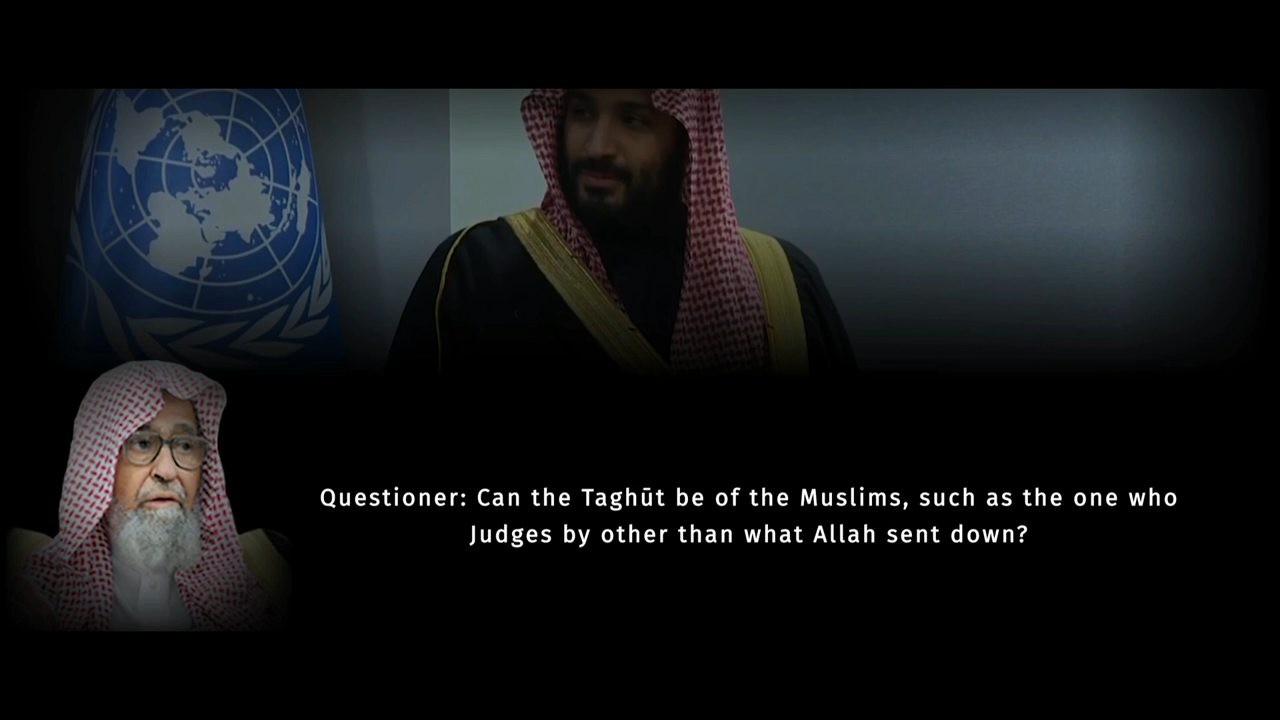 Questioner: Can the Taghūt be of the Muslims, such as the one who
Judges by other than what Allah sent down?